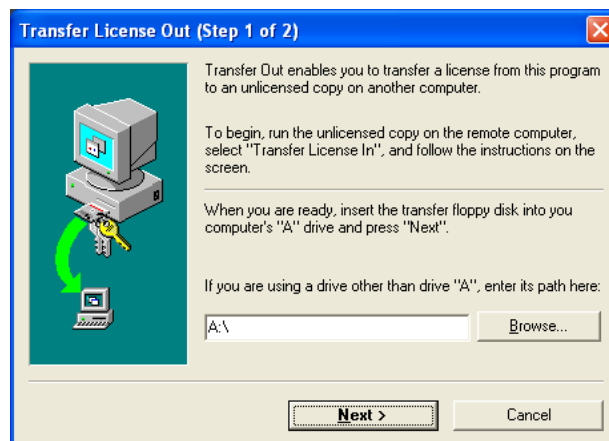 Transfer License Out (Step 1 of 2)
Transfer Out enables you to transfer a license from this program
to an unlicensed copy on another computer.
To begin, run the unlicensed copy on the remote computer,
select "Transfer License In", and follow the instructions on the
screen.
When you are ready, insert the transfer floppy disk into you
computer's "A" drive and press "Next".
If you are using a drive other than drive "A", enter its path here:
A:\
Browse...
Next >
Cancel